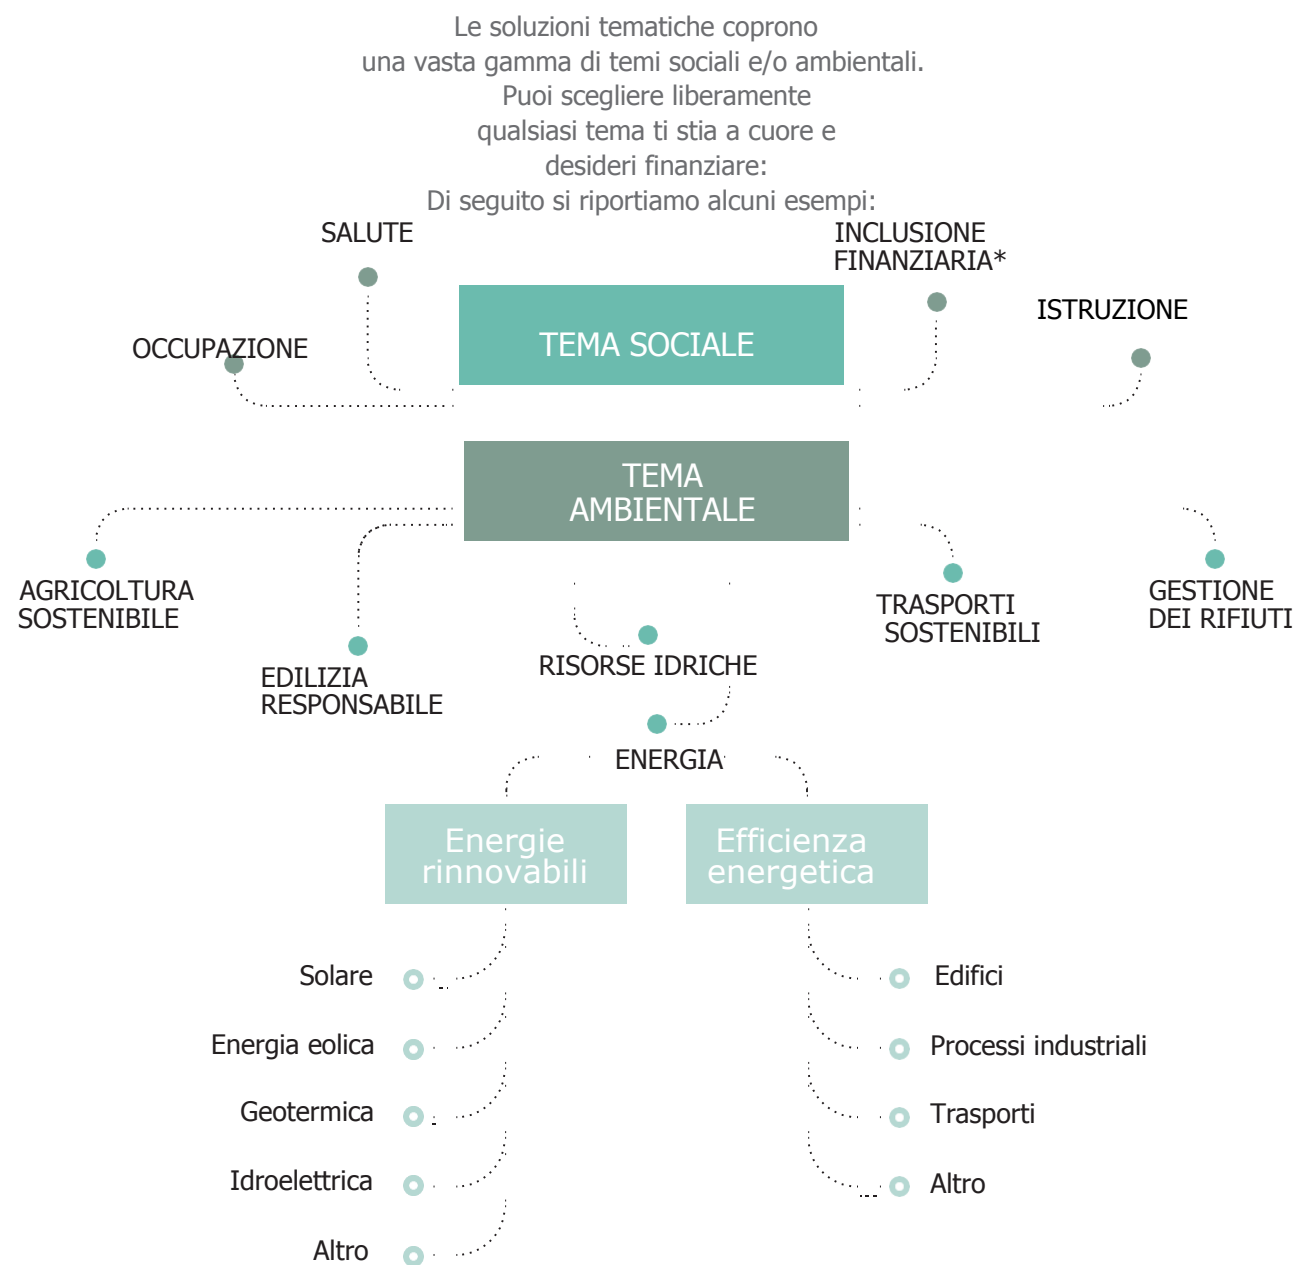 Le soluzioni tematiche coprono
una vasta gamma di temi sociali e/o ambientali.
Puoi scegliere liberamente
qualsiasi tema ti stia a cuore e
desideri finanziare:
Di seguito si riportiamo alcuni esempi:
SALUTE
INCLUSIONE
FINANZIARIA*
ISTRUZIONE
OCCUPAZIONE
TEMA SOCIALE
TEMA
AMBIENTALE
AGRICOLTURA
SOSTENIBILE
EDILIZIA
RESPONSABILE
RISORSE IDRICHE
TRASPORTI
SOSTENIBILI
GESTIONE
DEI RIFIUTI
ENERGIA
Energie
rinnovabili
Efficienza
energetica
Solare
Energia eolica
Geotermica
Idroelettrica
Altro
Edifici
Processi industriali
Trasporti
Altro